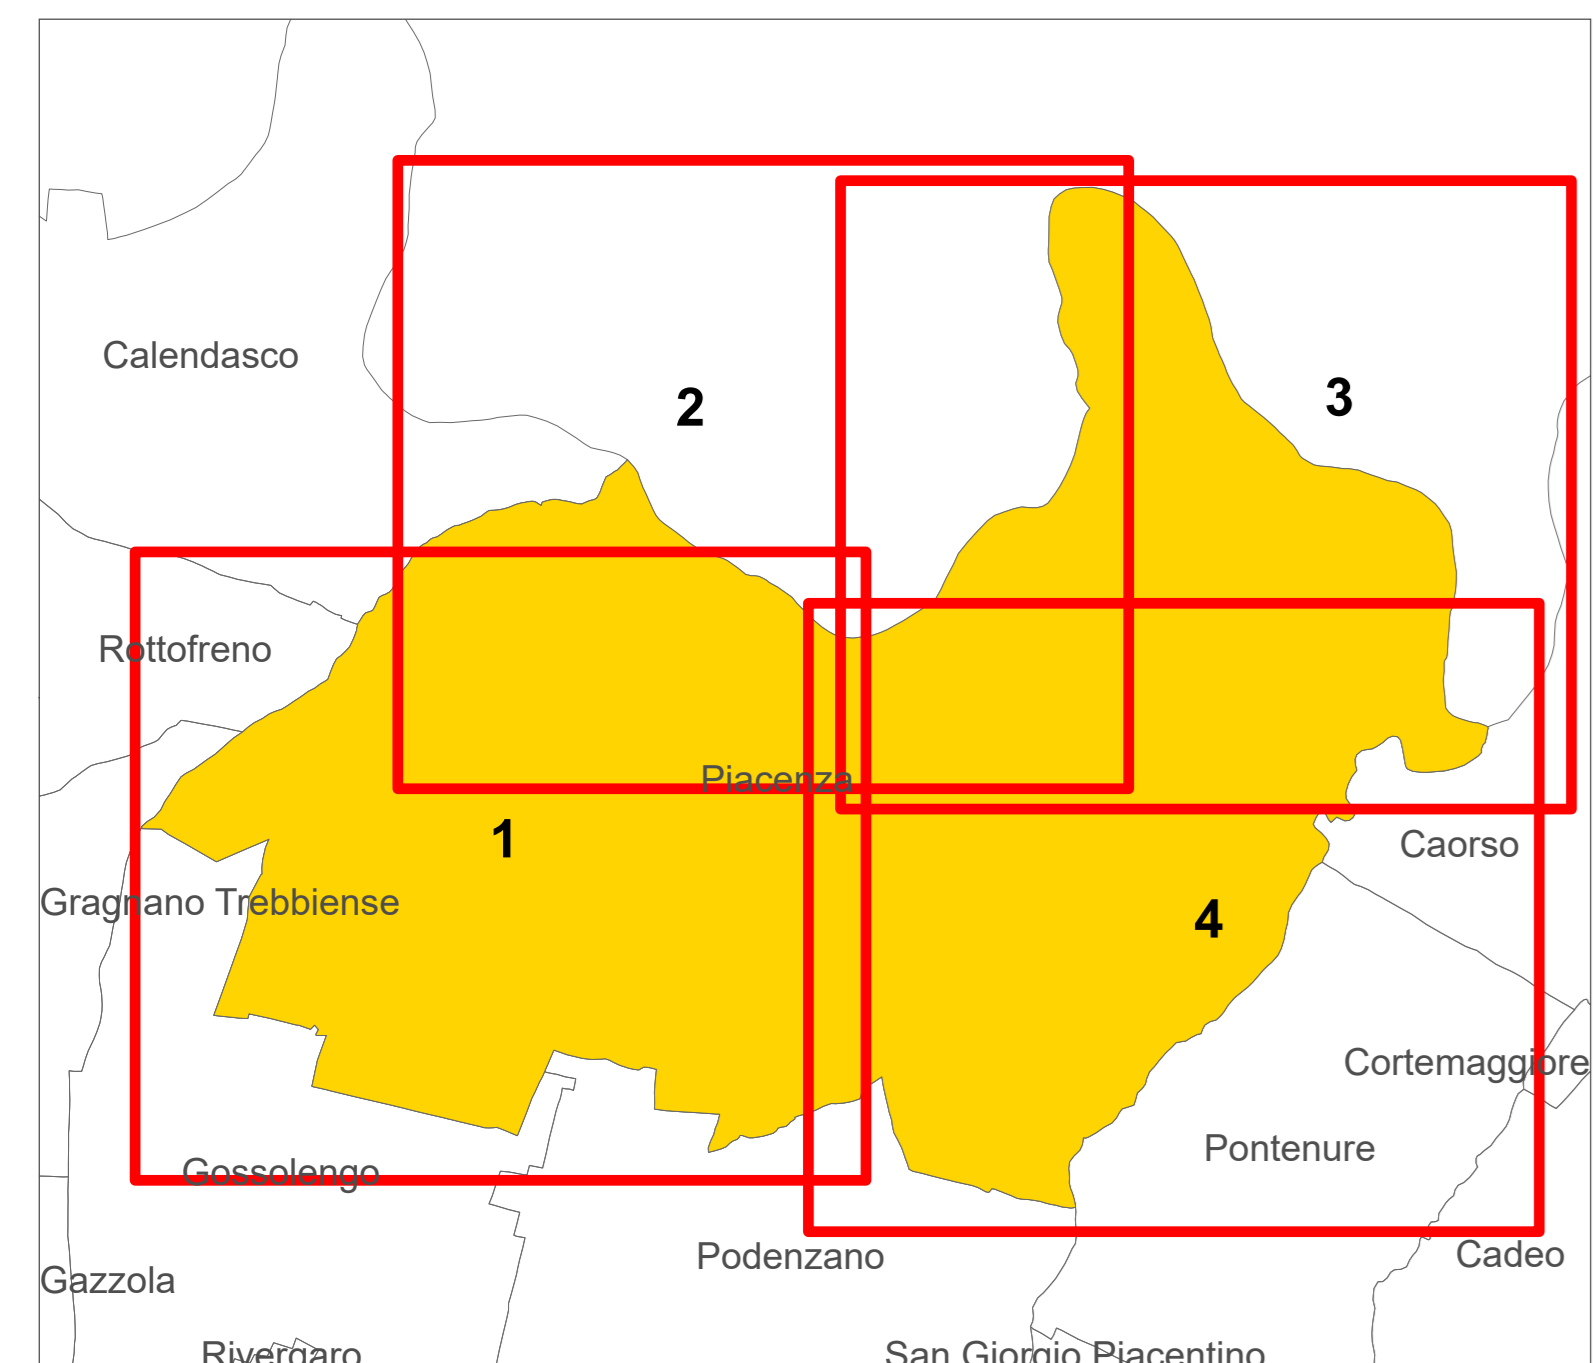 Calendasco
2
3
Rottofreno
Piacenza
1
Caorso
Gragnano Trebbiense
4
Cortemaggiore
Pontenure
Gossolengo
Podenzano
Cadeo
Gazzola
Rivergaro
San Giorgio Piacentino